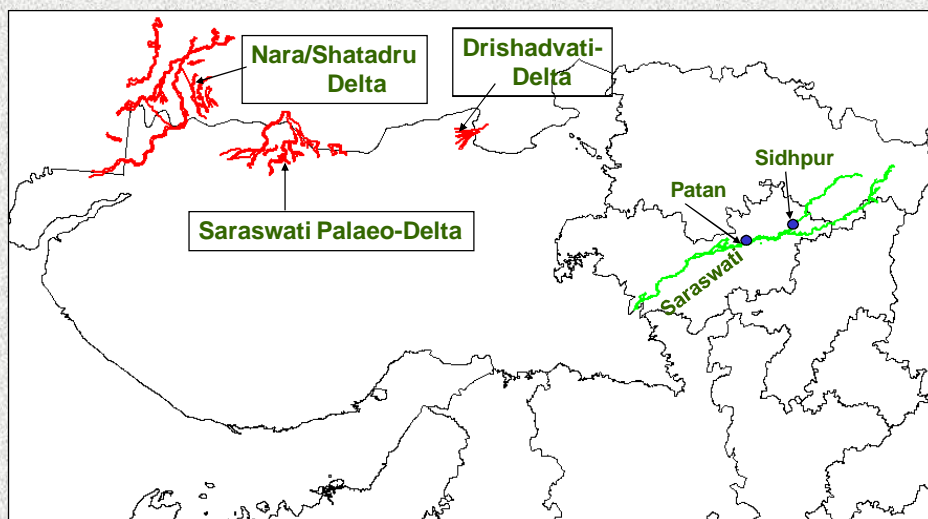 Nara/Shatadru
Delta
Drishadvati-
Delta
Sidhpur
Patan
Saraswati Palaeo-Delta
Saraswati